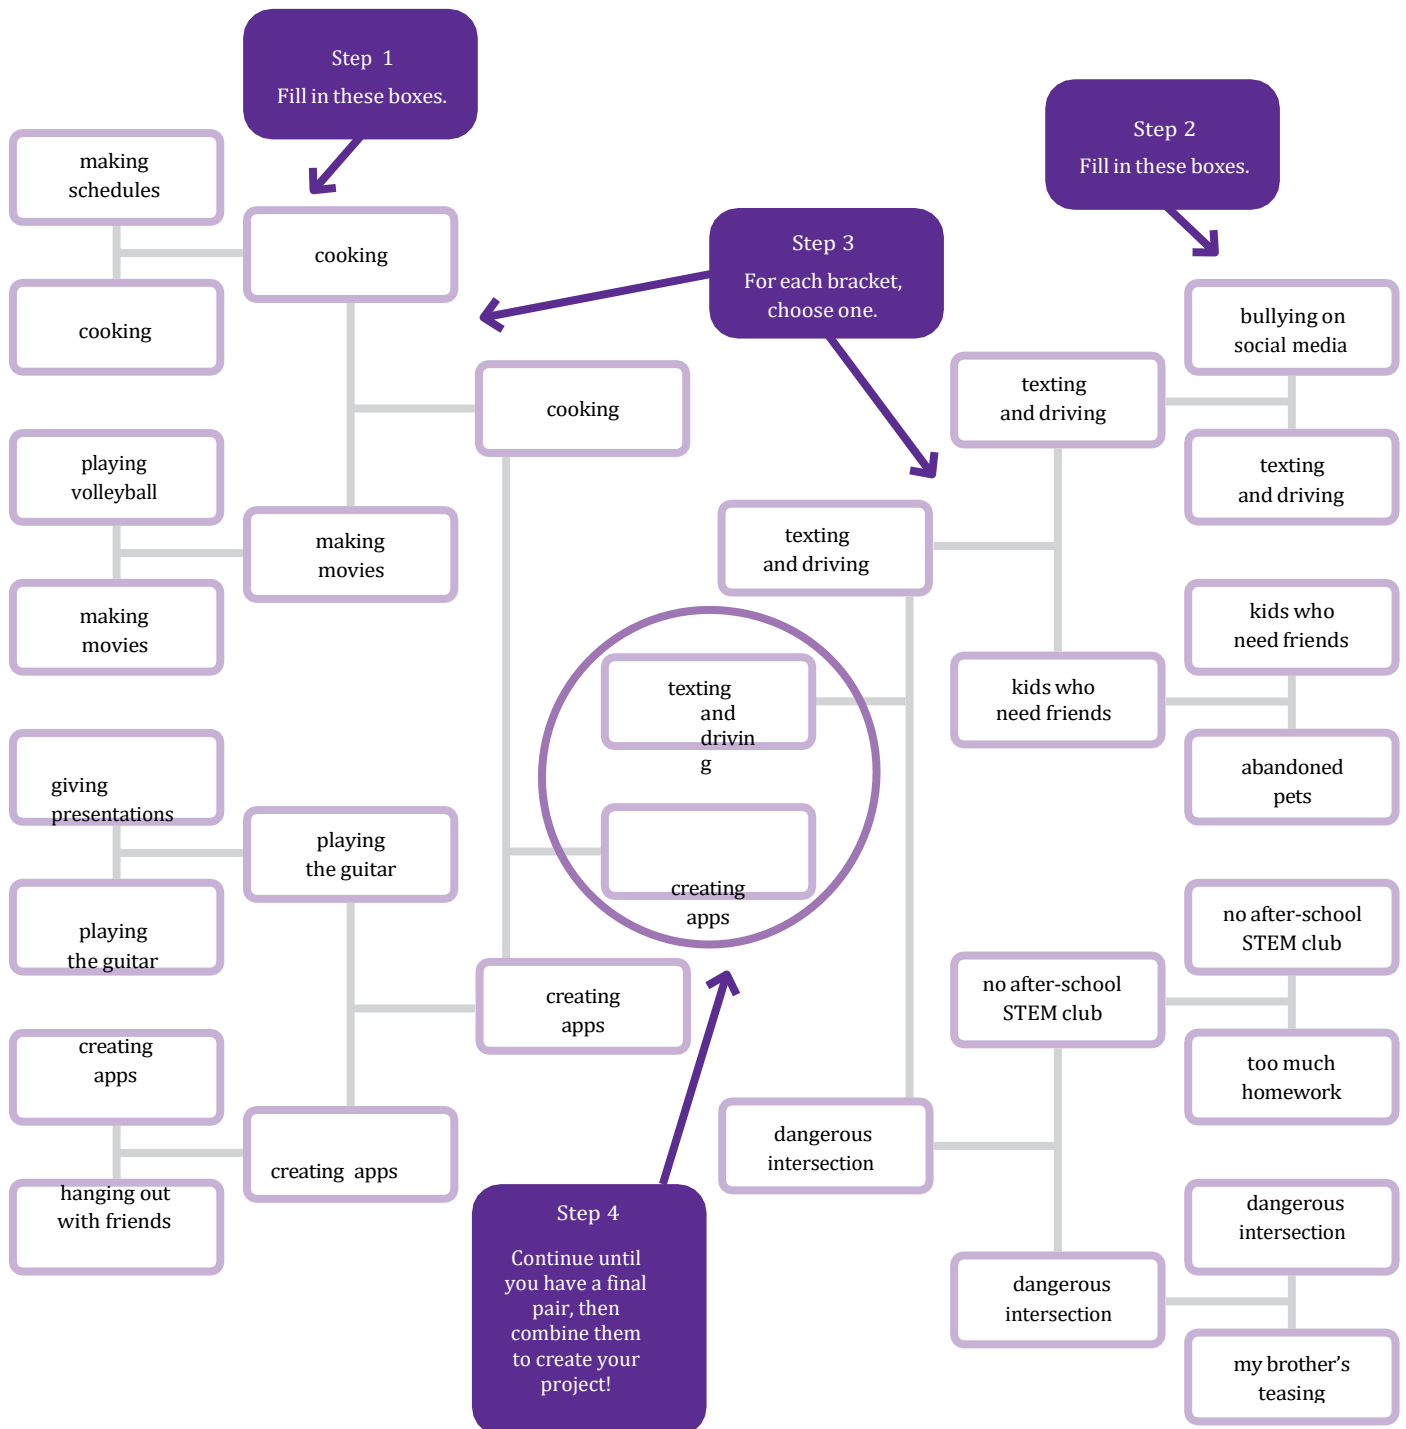 Step 1
Fill in these boxes.
making
schedules
cooking
cooking
playing
volleyball
making
movies
making
movies
cooking
giving
presentations
playing
the guitar
playing
the guitar
creating
apps
hanging out
with friends
creating apps
creating
apps
Step 3
For each bracket,
choose one.
texting
and
drivin
g
creating
apps
Step 4
Continue until
you have a final
pair, then
combine them
to create your
project!
Step 2
Fill in these boxes.
texting
and driving
dangerous
intersection
texting
and driving
kids who
need friends
no after-school
STEM club
dangerous
intersection
bullying on
social media
texting
and driving
kids who
need friends
abandoned
pets
no after-school
STEM club
too much
homework
dangerous
intersection
my brother’s
teasing